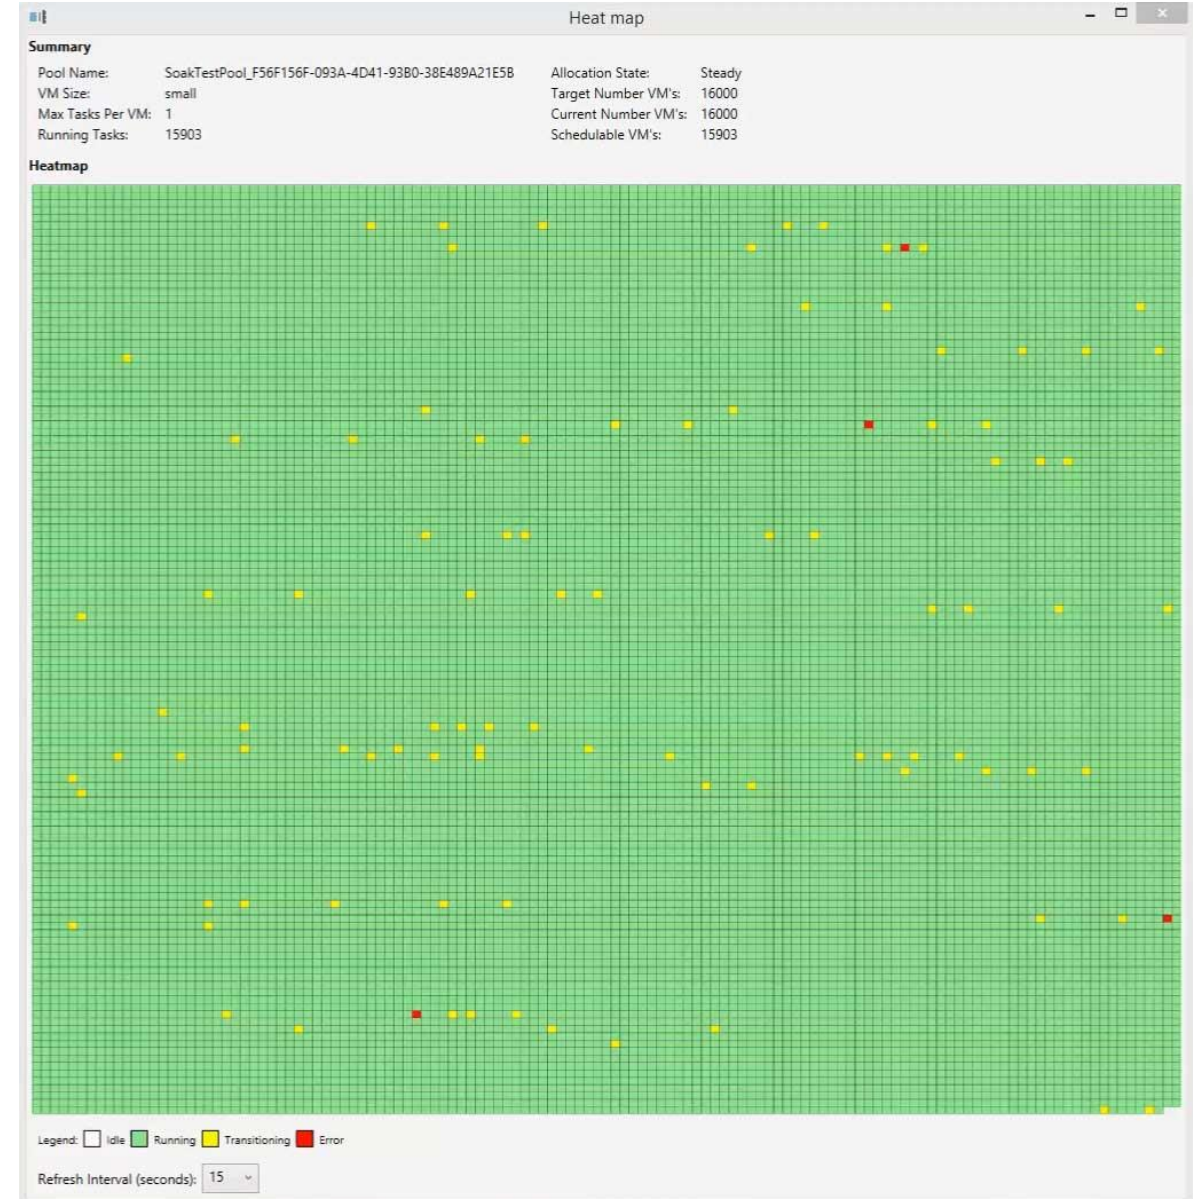 Heat map
Summary
Pool Name: SoakTestPool_F56F156F-093A-4D41-93B0-38E489A21E5B Allocation State: Steady
VM Size: small Target Number VM's: 16000
Max Tasks Per VM: 1 Current Number VM's: 16000
Running Tasks: 15903 Schedulable VM's: 15903
Heatmap
Legend: Idle Running Transitioning Error
Refresh Interval (seconds): 15